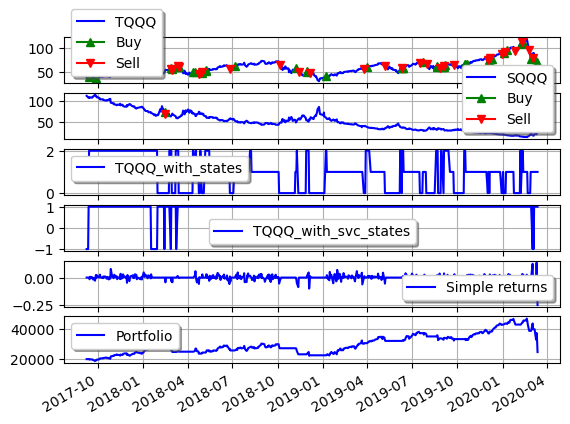 TQQQ
Buy
Sell
100
50
SQQQ
Buy
Sell
100
50
2
TQQQ_with_states
0
1
0
TQQQ_with_svc_states
−1
0.00
Simple returns
−0.25
40000
Portfolio
20000
2017-10
2018-01
2018-04
2018-07
2018-10
2019-01
2019-04
2019-07
2019-10
2020-01
2020-04